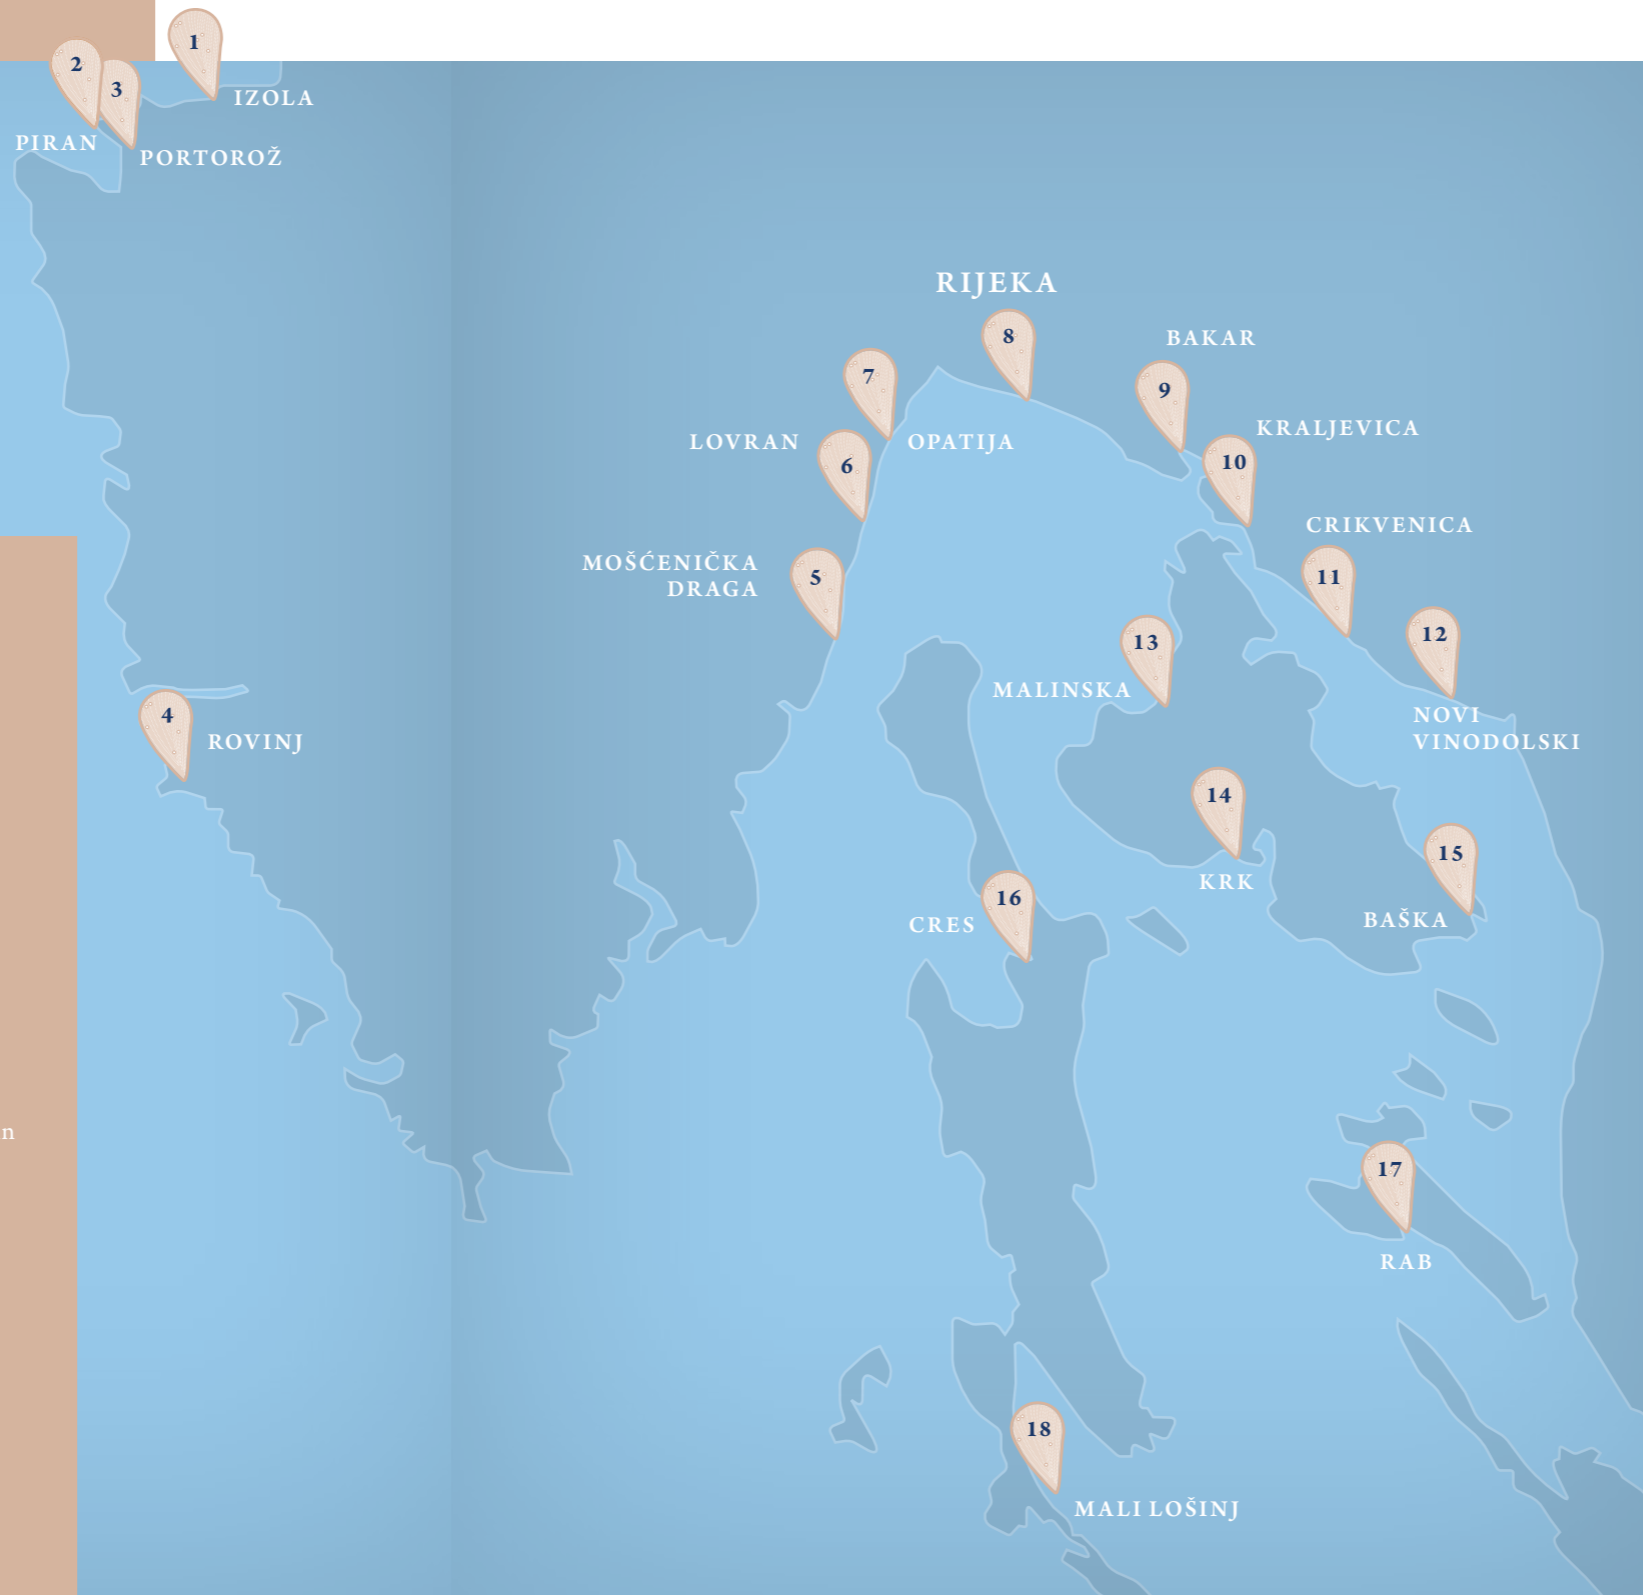 1
2
3
IZOLA
PIRAN
PORTOROŽ
RIJEKA
8
BAKAR
7
9
KRALJEVICA
LOVRAN
OPATIJA
6
10
CRIKVENICA
MOŠĆENIČKA
DRAGA
5
11
12
13
MALINSKA
NOVI
VINODOLSKI
4
ROVINJ
14
15
KRK
16
CRES
BAŠKA
n
17
RAB
18
MALI LOŠINJ